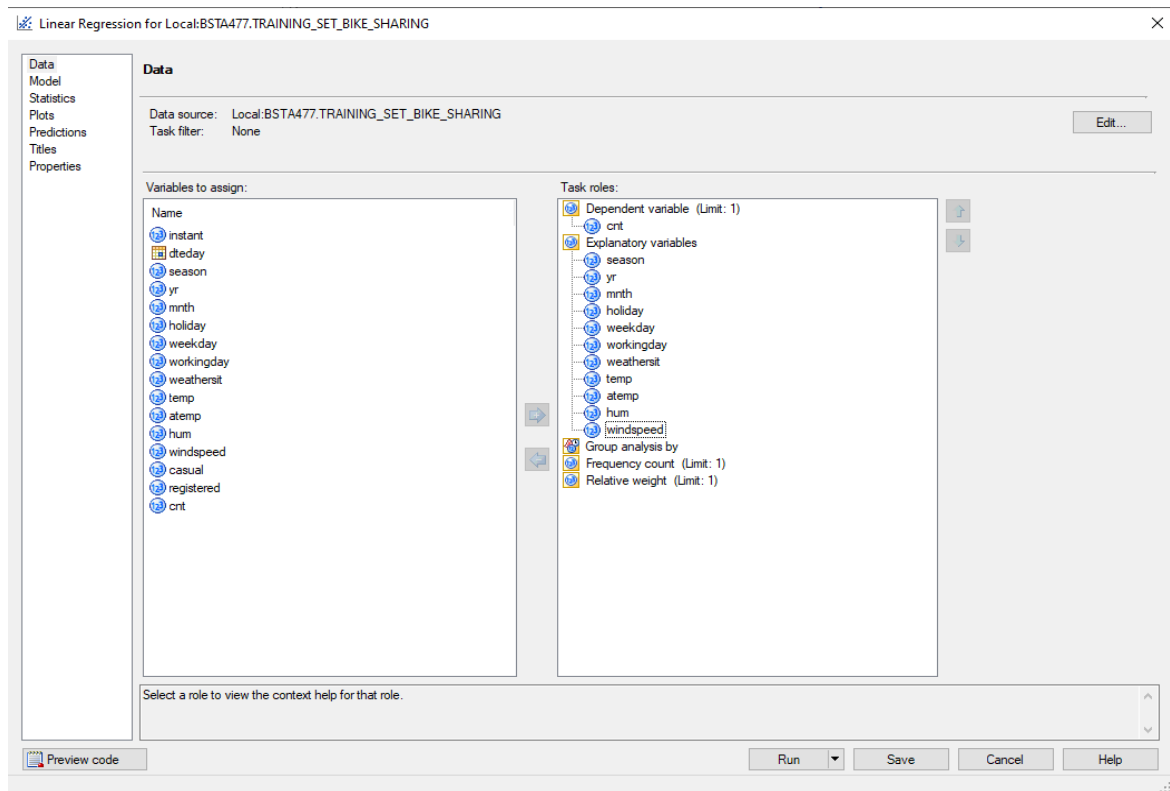 Linear Regression for Local:BSTA477.TRAINING_SET_BIKE_SHARING
Data
Model
Statistics
Plots
Predictions
Titles
Properties
Data
Data source: Local:BSTA477.TRAINING_SET_BIKE_SHARING
Task filter: None
Edit...
Variables to assign:
Name
instant
dteday
season
yr
mnth
holiday
weekday
workingday
weathersit
temp
atemp
hum
windspeed
casual
registered
cnt
Task roles:
Dependent variable (Limit: 1)
cnt
Explanatory variables
season
yr
mnth
holiday
weekday
workingday
weathersit
temp
atemp
hum
windspeed
Group analysis by
Frequency count (Limit: 1)
Relative weight (Limit: 1)
Select a role to view the context help for that role.
Preview code
Run
Save
Cancel
Help